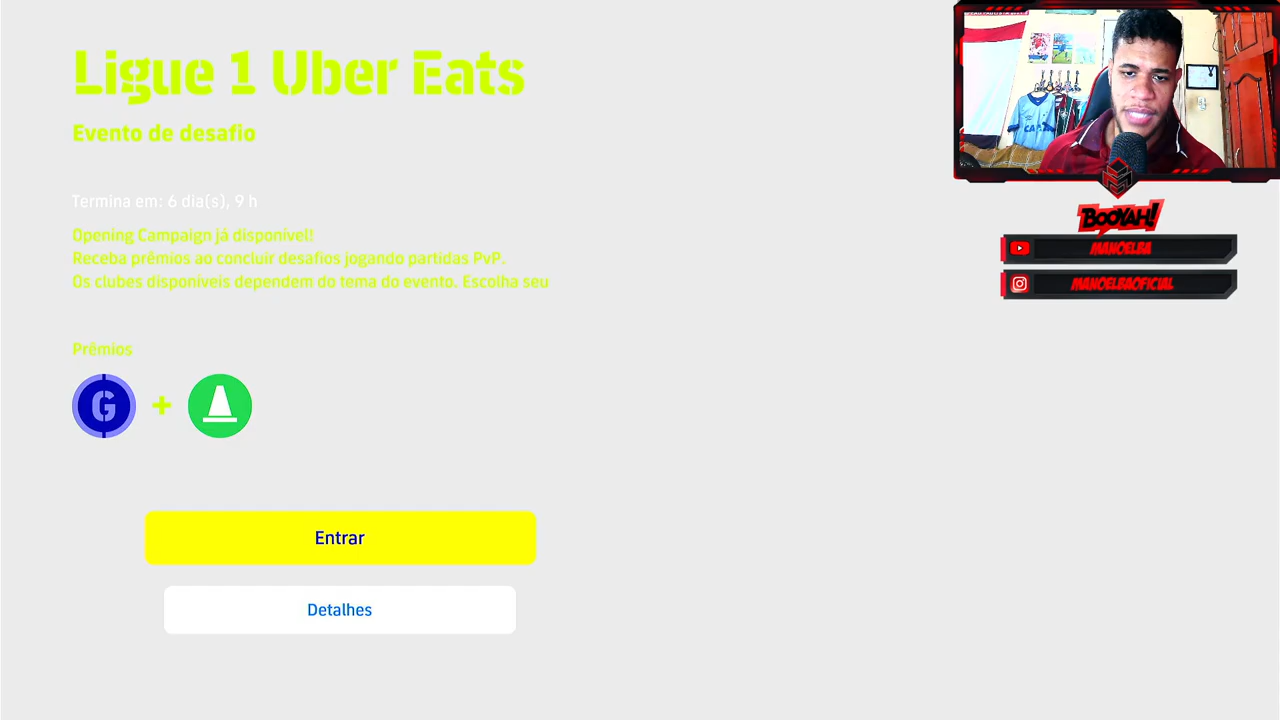 Ligue 1 Uber Eats
Evento de desafio
Termina em: 6 dia(s), 9 h
Opening Campaign já disponível!
Receba prêmios ao concluir desafios jogando partidas PvP.
Os clubes disponíveis dependem do tema do evento. Escolha seu
Prêmios
G
+
Entrar
Detalhes
CAIXA
BOOYAH!
MANOELBA
MANOELBAOFICIAL